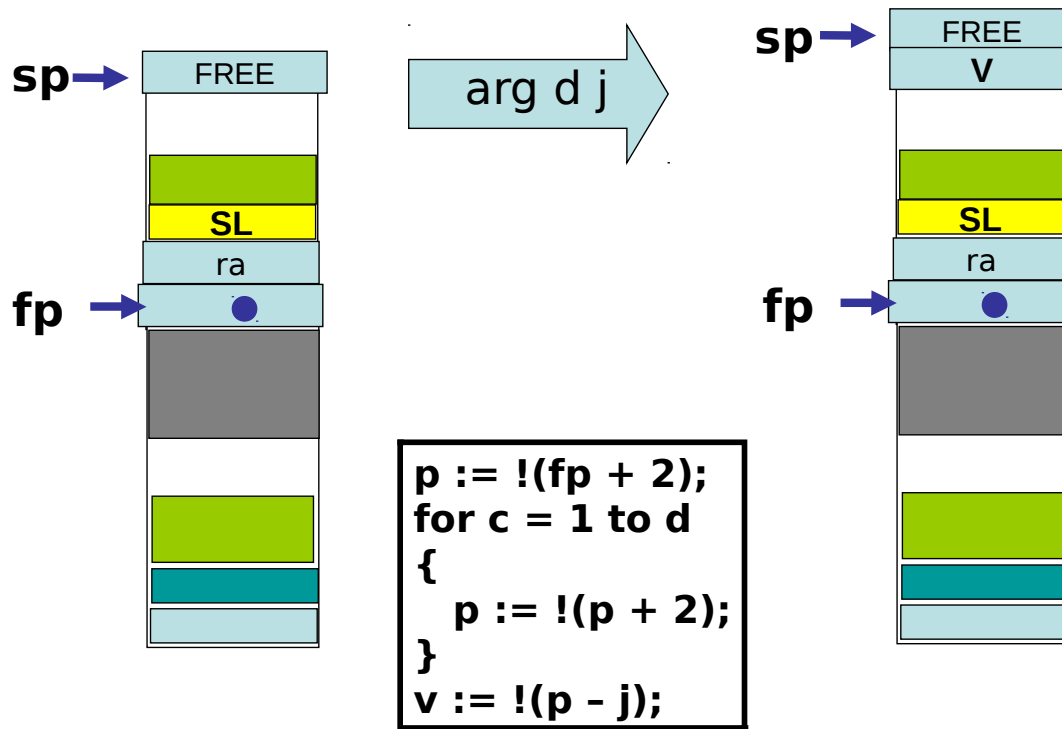 sp
FREE
SL
ra
fp
arg d j
sp
FREE
V
SL
ra
fp
p := !(fp + 2);
for c = 1 to d
{
p := !(p + 2);
}
v := !(p – j);